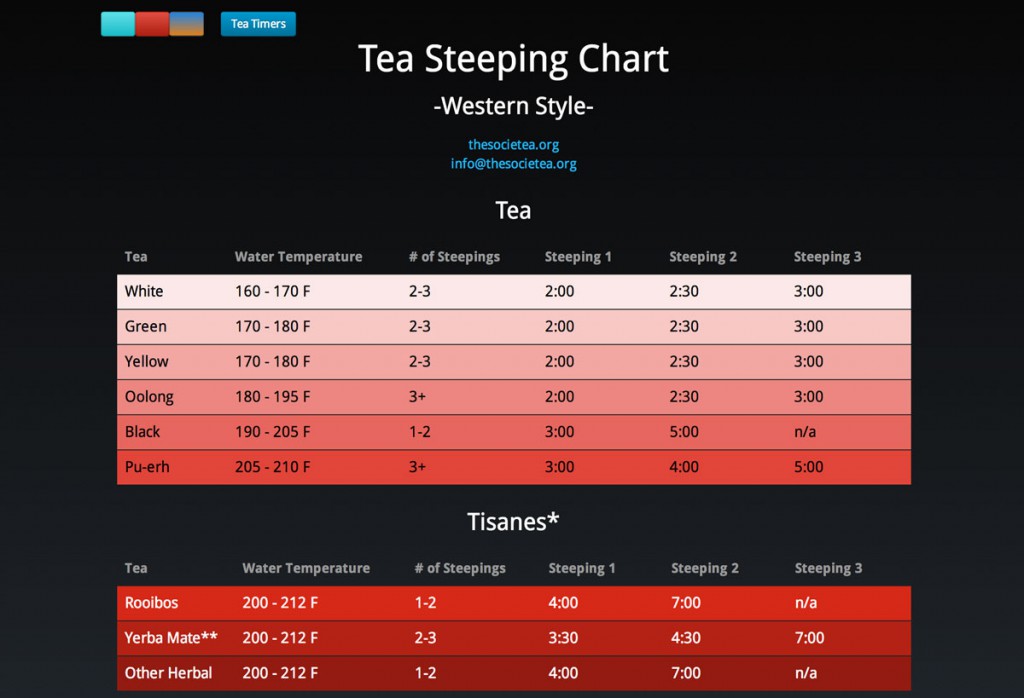 Tea Timers
Tea Steeping Chart
-Western Style-
thesocietea.org
info@thesocietea.org
Tea
Tea Water Temperature # of Steepings Steeping 1 Steeping 2 Steeping 3
White 160 - 170 F 2-3 2:00 2:30 3:00
Green 170 - 180 F 2-3 2:00 2:30 3:00
Yellow 170 - 180 F 2-3 2:00 2:30 3:00
Oolong 180 - 195 F 3+ 2:00 2:30 3:00
Black 190 - 205 F 1-2 3:00 5:00 n/a
Pu-erh 205 - 210 F 3+ 3:00 4:00 5:00
Tisanes*
Tea Water Temperature # of Steepings Steeping 1 Steeping 2 Steeping 3
Rooibos 200 - 212 F 1-2 4:00 7:00 n/a
Yerba Mate** 200 - 212 F 2-3 3:30 4:30 7:00
Other Herbal 200 - 212 F 1-2 4:00 7:00 n/a